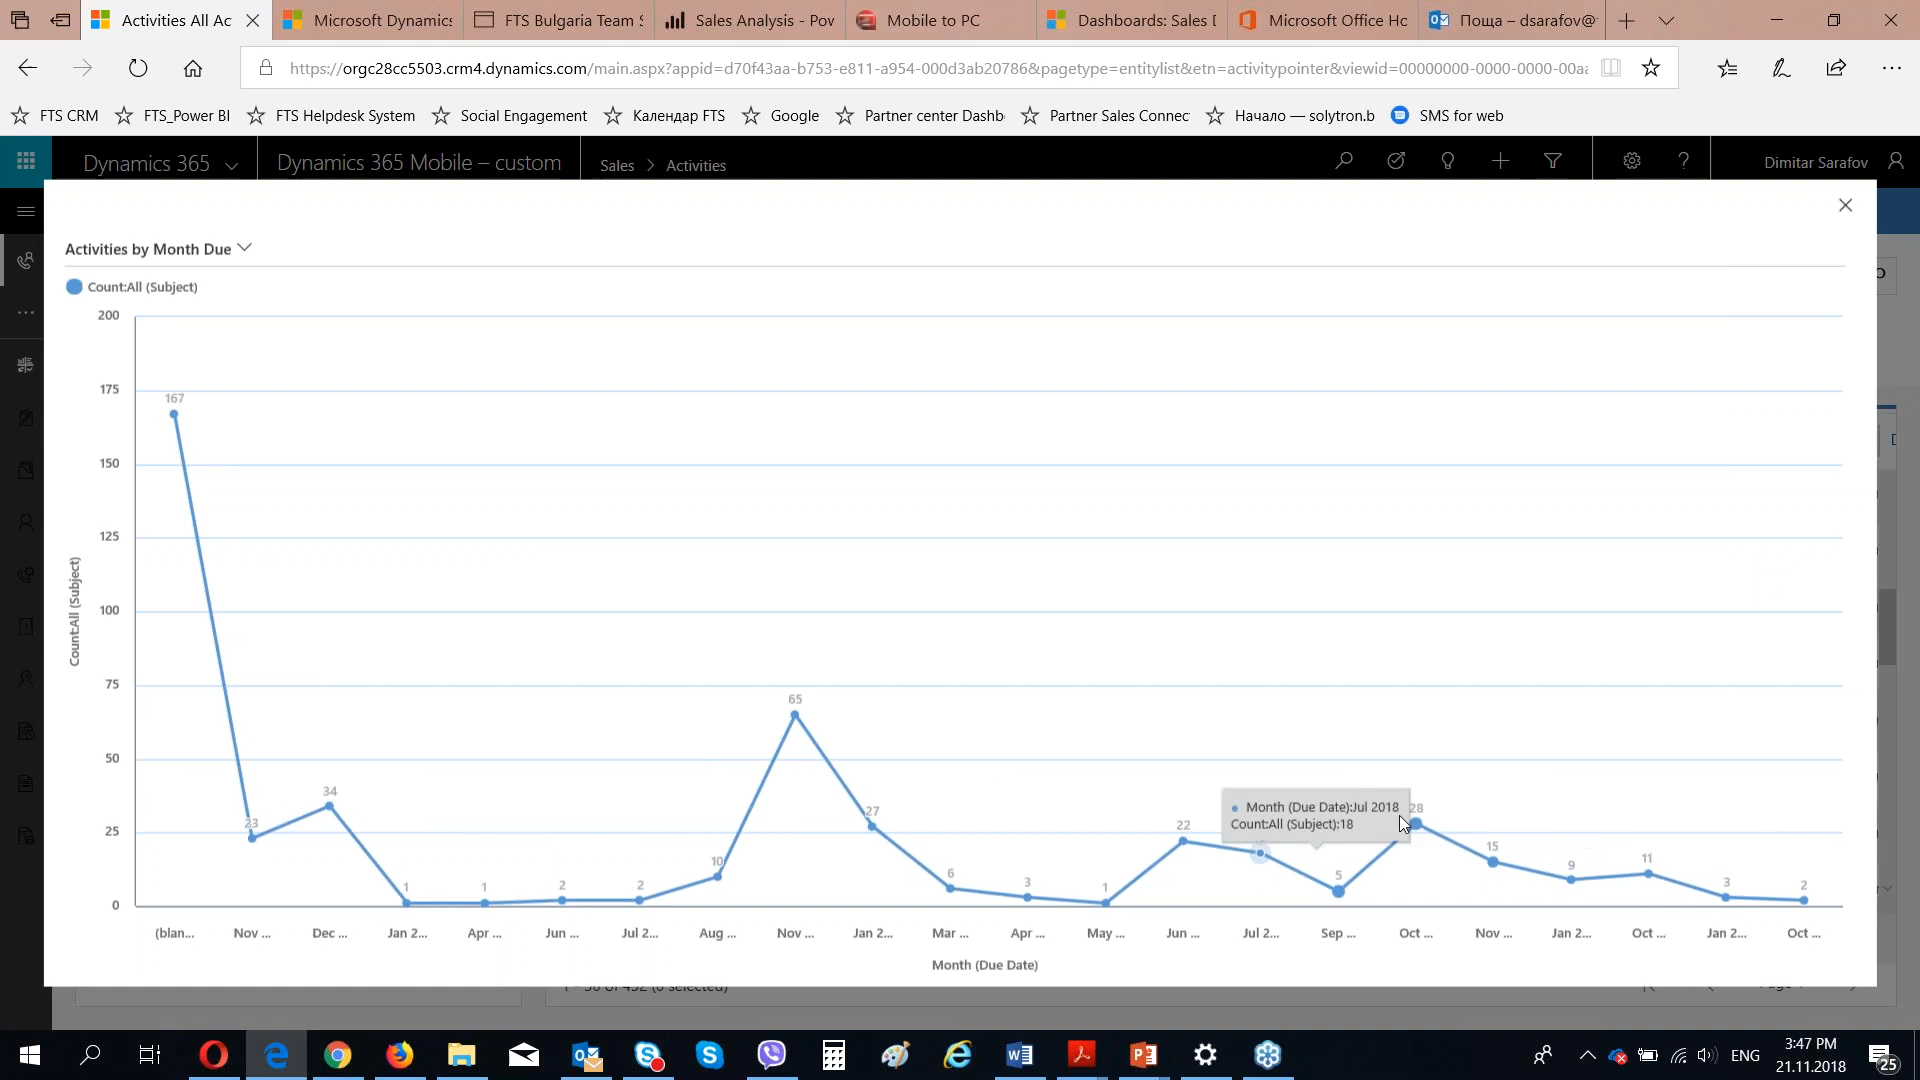 Activities All Ac
Microsoft Dynamics
FTS Bulgaria Team S
Sales Analysis - Pov
Mobile to PC
Dashboards: Sales D
Microsoft Office Ho
Поща – dsarafov@
https://orgc28cc5503.crm4.dynamics.com/main.aspx?appid=d70f43aa-b753-e811-a954-000d3ab20786&pagetype=entitylist&etn=activitypointer&viewid=00000000-0000-0000-00aa
FTS CRM
FTS_Power BI
FTS Helpdesk System
Social Engagement
Календар FTS
Google
Partner center Dashb
Partner Sales Connec
Начало — solytron.b
SMS for web
Dynamics 365
Dynamics 365 Mobile – custom
Sales > Activities
Dimitar Sarafov
Activities by Month Due
Count:All (Subject)
200
175
150
125
100
75
50
25
0
Count:All (Subject)
167
23
34
1
1
2
2
10
65
27
6
3
1
22
5
28
15
9
11
3
2
Month (Due Date):Jul 2018
Count:All (Subject):18
(blan...
Nov ...
Dec ...
Jan 2...
Apr ...
Jun ...
Jul 2...
Aug ...
Nov ...
Jan 2...
Mar ...
Apr ...
May ...
Jun ...
Jul 2...
Sep ...
Oct ...
Nov ...
Jan 2...
Oct ...
Jan 2...
Oct ...
Month (Due Date)
ENG
3:47 PM
21.11.2018
25